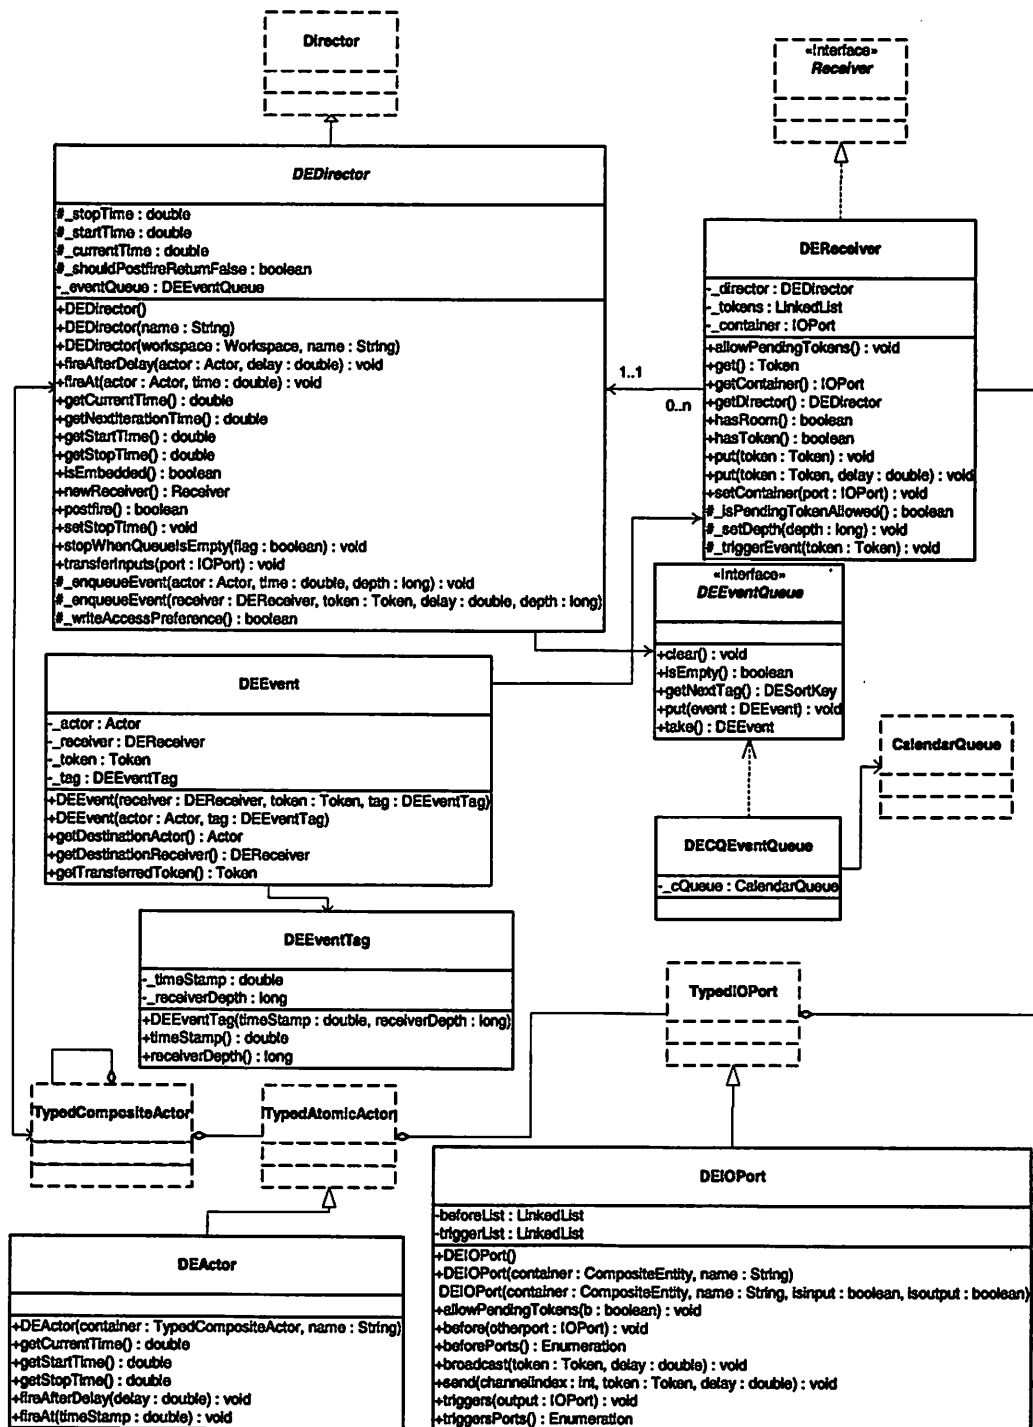 Director
«Interface»
Receiver
DEDirector
#_stopTime : double
#_startTime : double
#_currentTime : double
#_shouldPostfireReturnFalse : boolean
-_eventQueue : DEEventQueue
+DEDirector()
+DEDirector(name : String)
+DEDirector(workspace : Workspace, name : String)
+fireAfterDelay(actor : Actor, delay : double) : void
+fireAt(actor : Actor, time : double) : void
+getCurrentTime() : double
+getNextIterationTime() : double
+getStartTime() : double
+getStopTime() : double
+isEmbedded() : boolean
+newReceiver() : Receiver
+postfire() : boolean
+setStopTime() : void
+stopWhenQueueIsEmpty(flag : boolean) : void
+transferInputs(port : IOPort) : void
#_enqueueEvent(actor : Actor, time : double, depth : long) : void
#_enqueueEvent(receiver : DEReceiver, token : Token, delay : double, depth : long)
#_writeAccessPreference() : boolean
1..1
0..n
DEReceiver
-_director : DEDirector
-_tokens : LinkedList
-_container : IOPort
+allowPendingTokens() : void
+get() : Token
+getContainer() : IOPort
+getDirector() : DEDirector
+hasRoom() : boolean
+hasToken() : boolean
+put(token : Token) : void
+put(token : Token, delay : double) : void
+setContainer(port : IOPort) : void
#_isPendingTokenAllowed() : boolean
#_setDepth(depth : long) : void
#_triggerEvent(token : Token) : void
«Interface»
DEEventQueue
+clear() : void
+isEmpty() : boolean
+getNextTag() : DESortKey
+put(event : DEEvent) : void
+take() : DEEvent
DEEvent
-_actor : Actor
-_receiver : DEReceiver
-_token : Token
-_tag : DEEventTag
+DEEvent(receiver : DEReceiver, token : Token, tag : DEEventTag)
+DEEvent(actor : Actor, tag : DEEventTag)
+getDestinationActor() : Actor
+getDestinationReceiver() : DEReceiver
+getTransferredToken() : Token
CalendarQueue
DECQEventQueue
-_cQueue : CalendarQueue
DEEventTag
-_timeStamp : double
-_receiverDepth : long
+DEEventTag(timeStamp : double, receiverDepth : long)
+timeStamp() : double
+receiverDepth() : long
TypedIOPort
TypedCompositeActor
TypedAtomicActor
DEActor
+DEActor(container : TypedCompositeActor, name : String)
+getCurrentTime() : double
+getStartTime() : double
+getStopTime() : double
+fireAfterDelay(delay : double) : void
+fireAt(timeStamp : double) : void
DEIOPort
-beforeList : LinkedList
-triggerList : LinkedList
+DEIOPort()
+DEIOPort(container : CompositeEntity, name : String)
DEIOPort(container : CompositeEntity, name : String, isinput : boolean, isoutput : boolean)
+allowPendingTokens(b : boolean) : void
+before(otherport : IOPort) : void
+beforePorts() : Enumeration
+broadcast(token : Token, delay : double) : void
+send(channelindex : int, token : Token, delay : double) : void
+triggers(output : IOPort) : void
+triggersPorts() : Enumeration